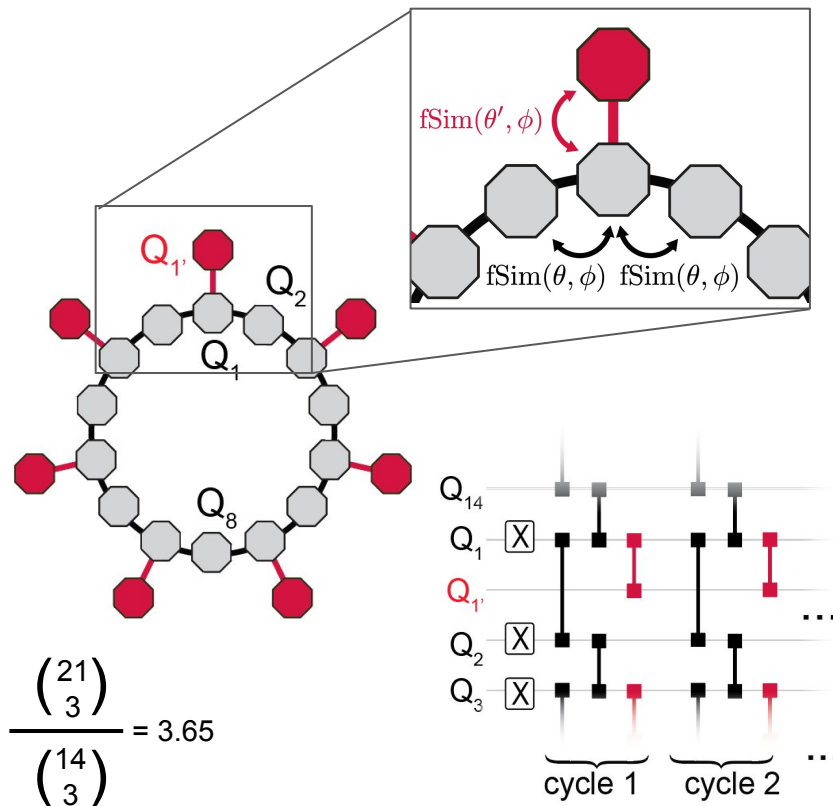 fSim(θ′, ϕ)
fSim(θ, ϕ) fSim(θ, ϕ)
Q1'
Q2
Q1
Q8
Q14
Q1 X
Q1'
Q2 X
Q3 X
...
(21 3)
(14 3)
= 3.65
cycle 1 cycle 2 ...